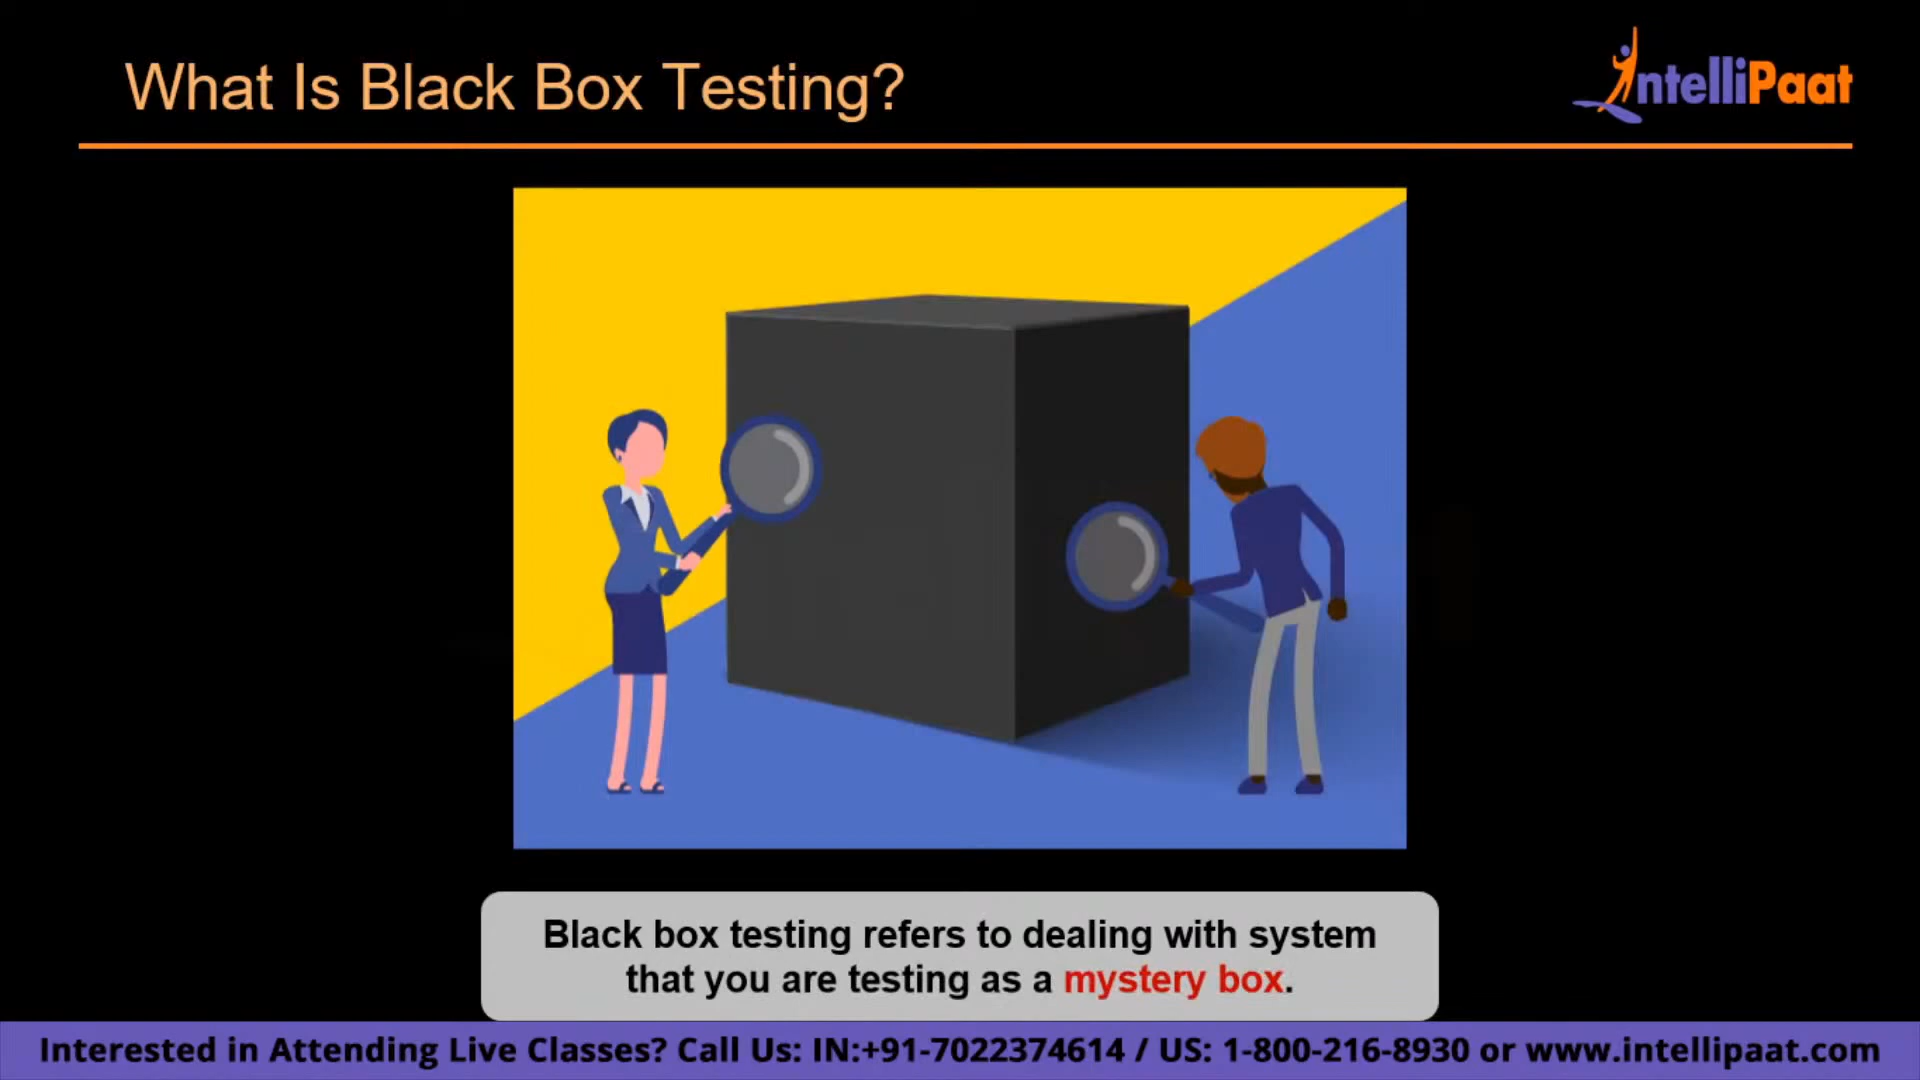 What Is Black Box Testing?
IntelliPaat
Black box testing refers to dealing with system
that you are testing as a mystery box.
Interested in Attending Live Classes? Call Us: IN:+91-7022374614 / US: 1-800-216-8930 or www.intellipaat.com